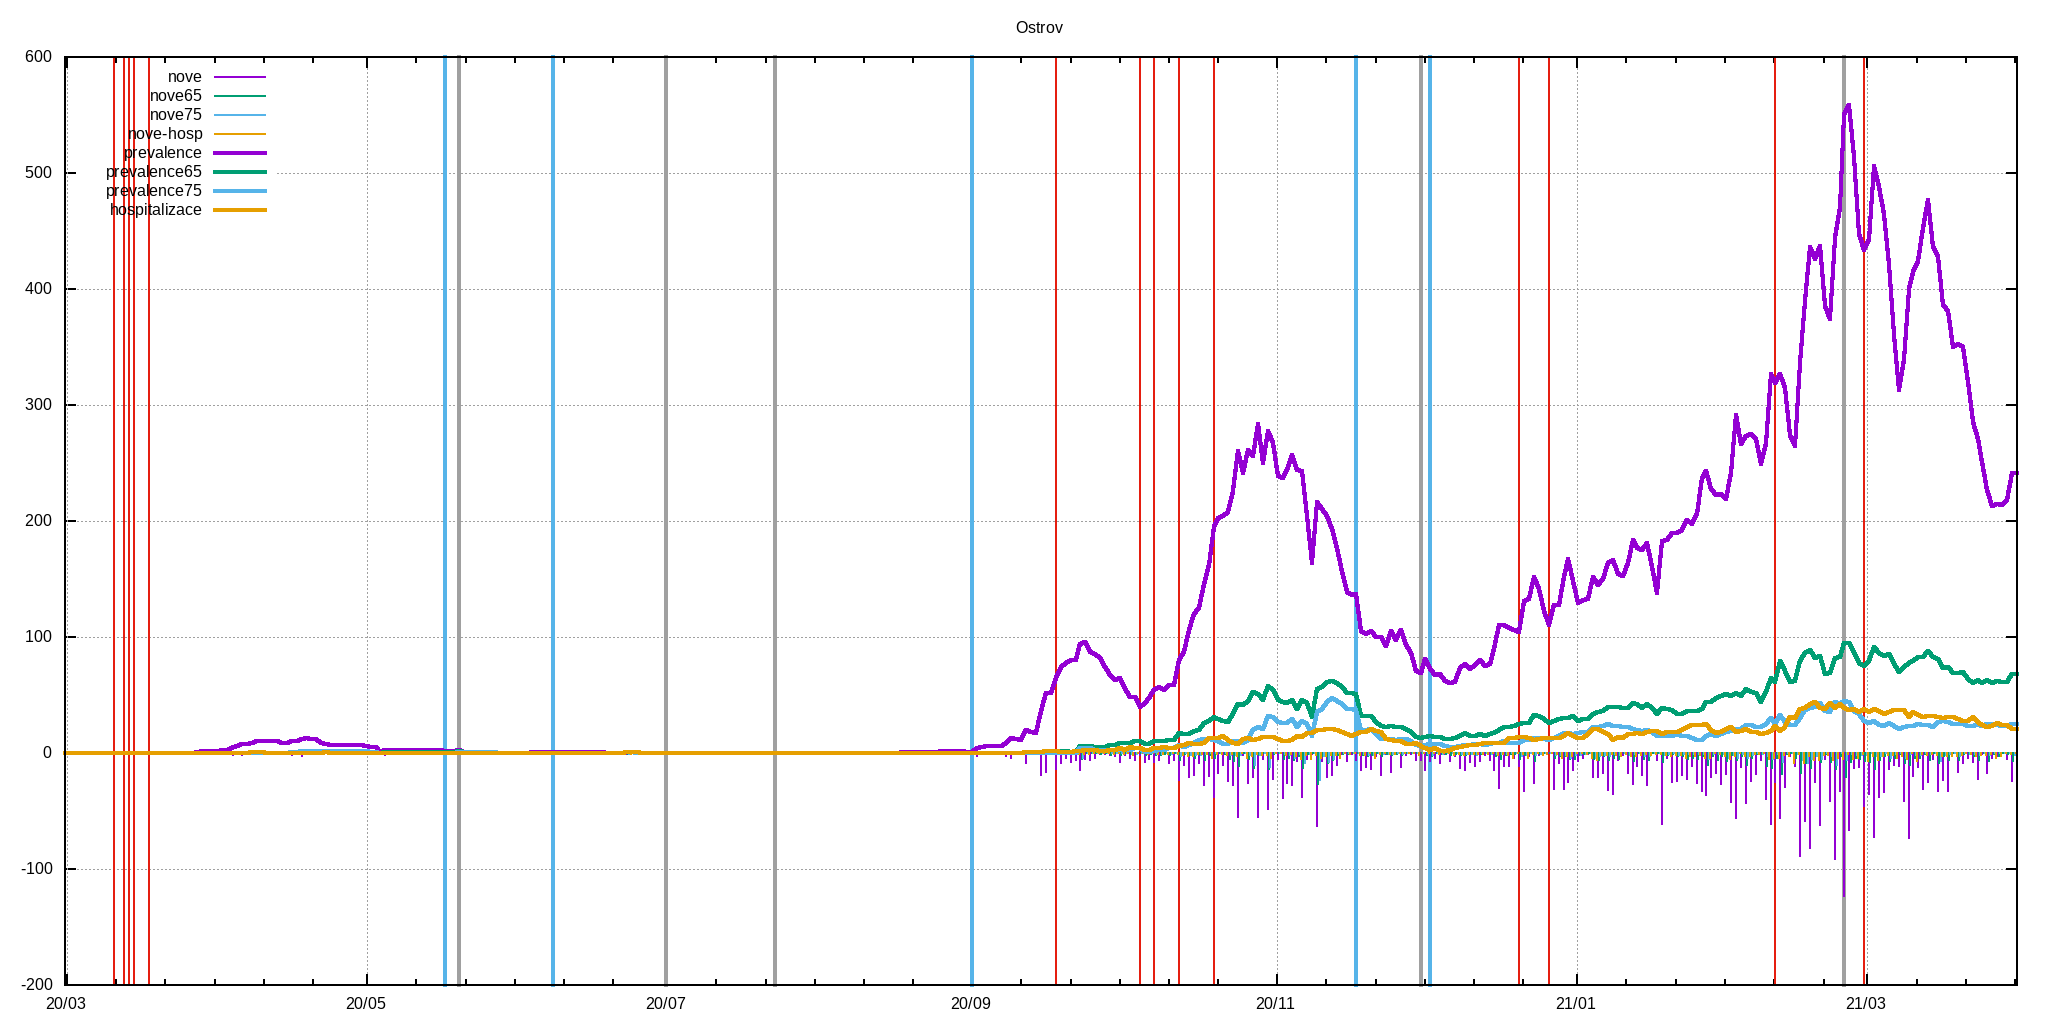 Ostrov
600
500
400
300
200
100
0
-100
-200
nove
nove65
nove75
nove-hosp
prevalence
prevalence65
prevalence75
hospitalizace
20/03
20/05
20/07
20/09
20/11
21/01
21/03